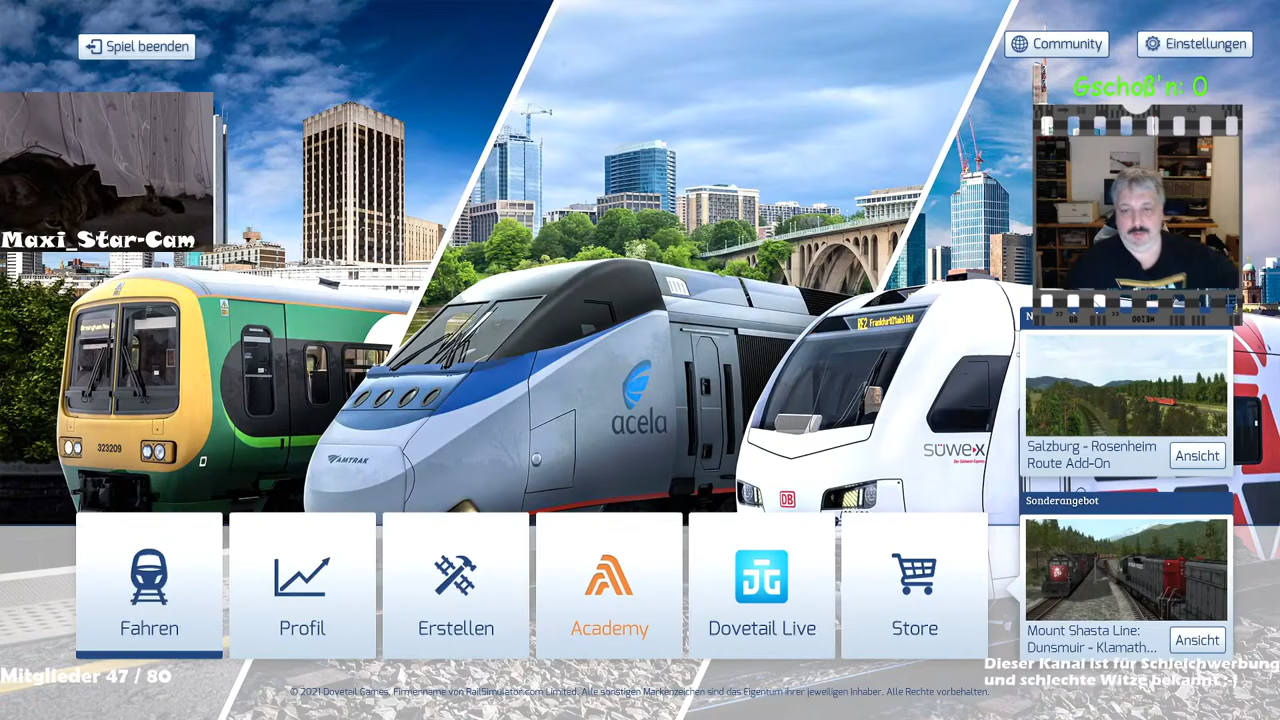 Spiel beenden
Community
Einstellungen
Gschoß'n: 0
Maxi_Star-Cam
Birmingham New
RE2 Frankfurt(Main) Hbf
323209
AMTRAK
acela
süwex
DB
Salzburg - Rosenheim
Route Add-On
Ansicht
Sonderangebot
Mount Shasta Line:
Dunsmuir - Klamath...
Ansicht
Fahren
Profil
Erstellen
Academy
Dovetail Live
Store
Mitglieder 47 / 80
Dieser Kanal ist für Schleichwerbung
und schlechte Witze bekannt ;-)
© 2021 Dovetail Games, Firmenname von RailSimulator.com Limited. Alle sonstigen Markenzeichen sind das Eigentum ihrer jeweiligen Inhaber. Alle Rechte vorbehalten.